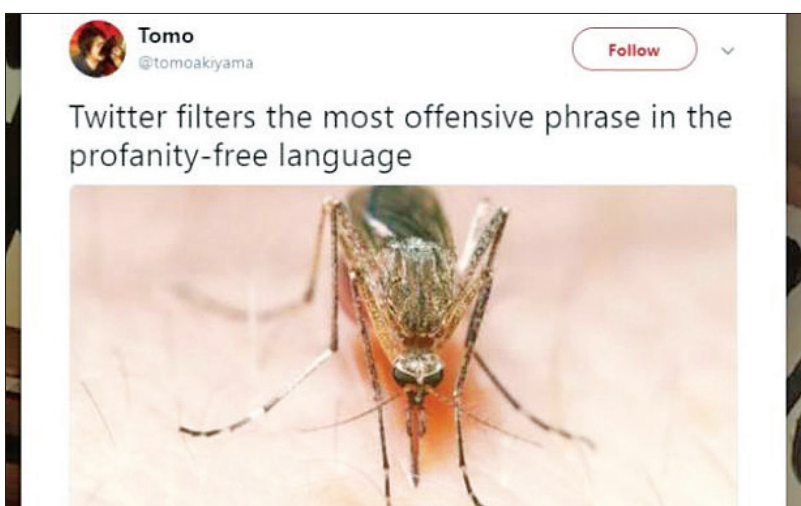 Tomo
@tomoakiyama
Follow
Twitter filters the most offensive phrase in the
profanity-free language